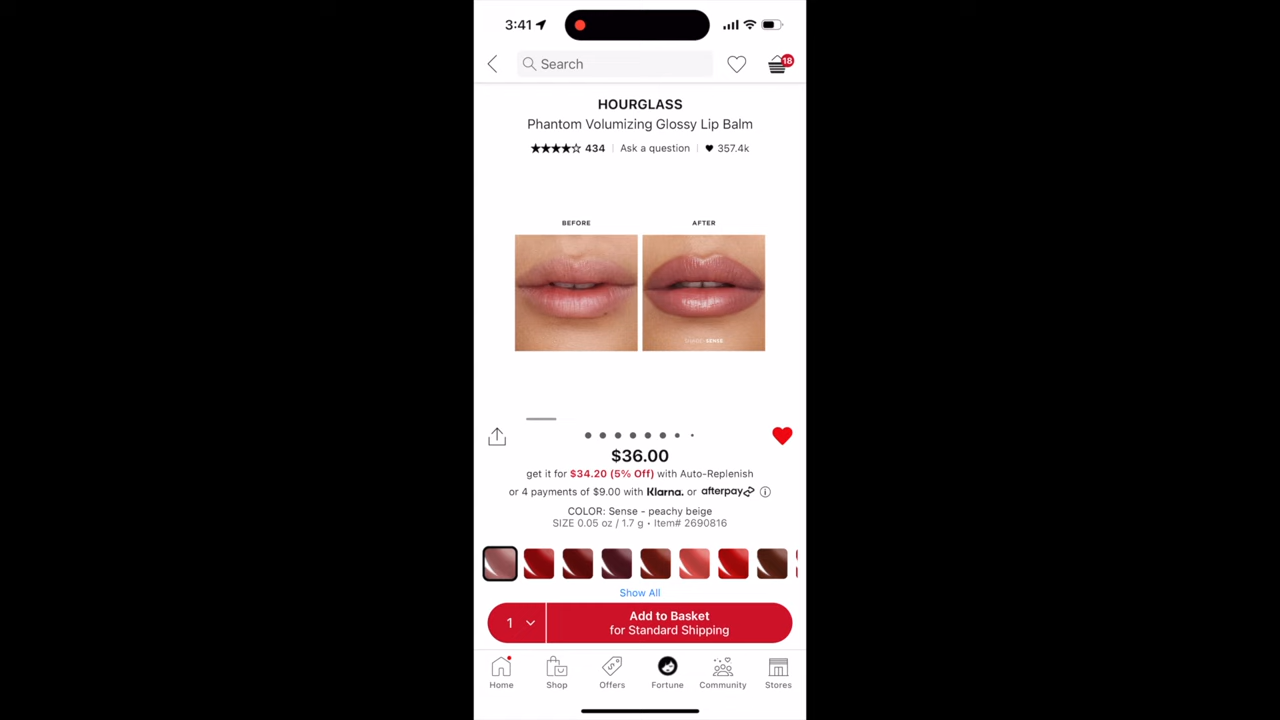 3:41
Search
18
HOURGLASS
Phantom Volumizing Glossy Lip Balm
434 Ask a question 357.4k
BEFORE AFTER
SENSE
$36.00
get it for $34.20 (5% Off) with Auto-Replenish
or 4 payments of $9.00 with Klarna. or afterpay
COLOR: Sense - peachy beige
SIZE 0.05 oz / 1.7 g • Item# 2690816
Show All
1 Add to Basket
for Standard Shipping
Home Shop Offers Fortune Community Stores